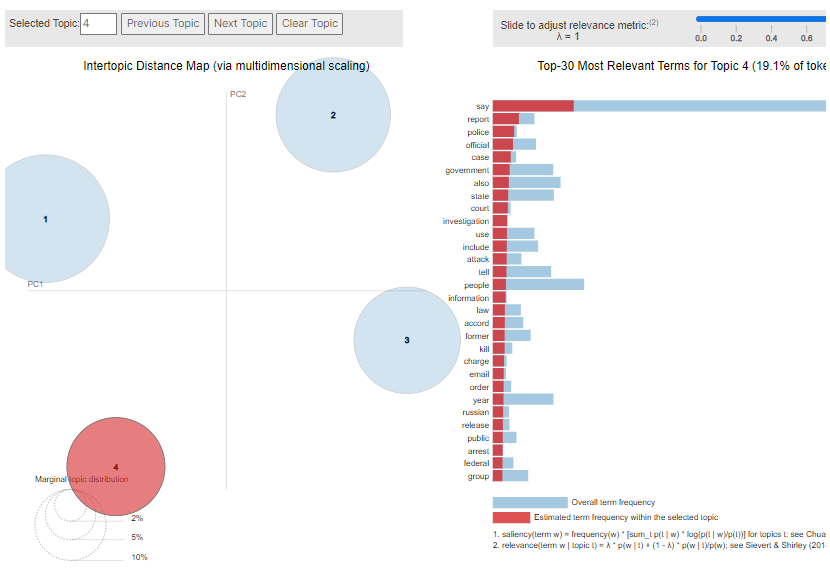 Selected Topic: 4 Previous Topic Next Topic Clear Topic
Slide to adjust relevance metric:(2)
λ = 1
0.0 0.2 0.4 0.6
Intertopic Distance Map (via multidimensional scaling)
PC2
PC1
1
2
3
4
Marginal topic distribution
2%
5%
10%
Top-30 Most Relevant Terms for Topic 4 (19.1% of toke
say
report
police
official
case
government
also
state
court
investigation
use
include
attack
tell
people
information
law
accord
former
kill
charge
email
order
year
russian
release
public
arrest
federal
group
Overall term frequency
Estimated term frequency within the selected topic
1. saliency(term w) = frequency(w) * [sum_t p(t | w) * log(p(t | w)/p(t))] for topics t; see Chua
2. relevance(term w | topic t) = λ * p(w | t) + (1 - λ) * p(w | t)/p(w); see Sievert & Shirley (201